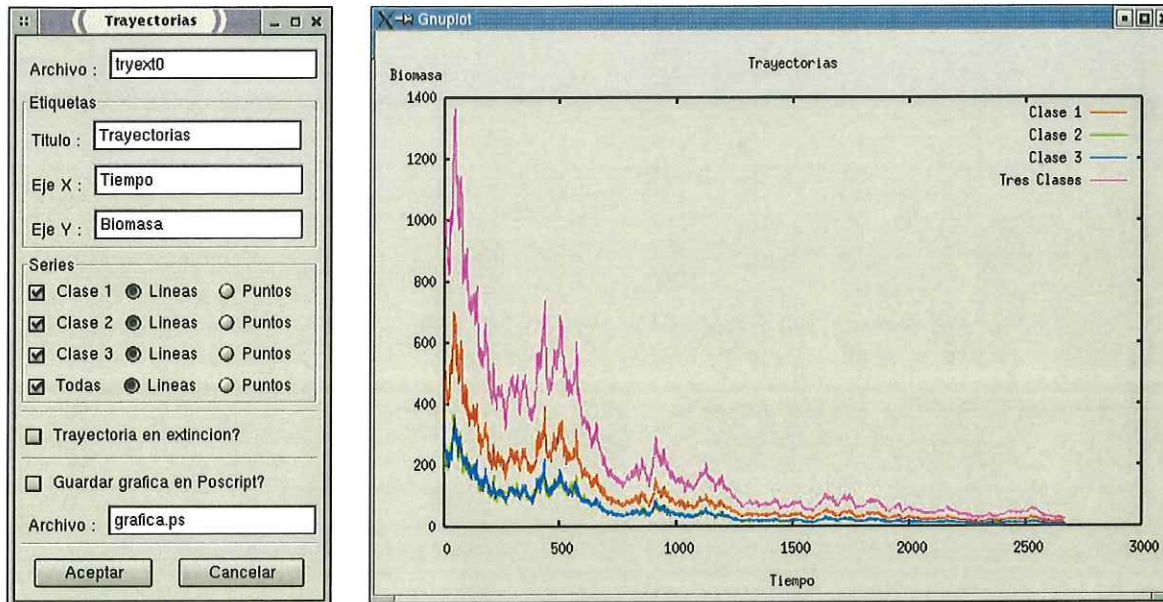 Trayectorias
Archivo : tryext0
Etiquetas
Titulo : Trayectorias
Eje X : Tiempo
Eje Y : Biomasa
Series
Clase 1 Lineas Puntos
Clase 2 Lineas Puntos
Clase 3 Lineas Puntos
Todas Lineas Puntos
Trayectoria en extincion?
Guardar grafica en Poscript?
Archivo : grafica.ps
Aceptar Cancelar
Gnuplot
Trayectorias
Biomasa
1400
1200
1000
800
600
400
200
0
Clase 1
Clase 2
Clase 3
Tres Clases
0 500 1000 1500 2000 2500 3000
Tiempo